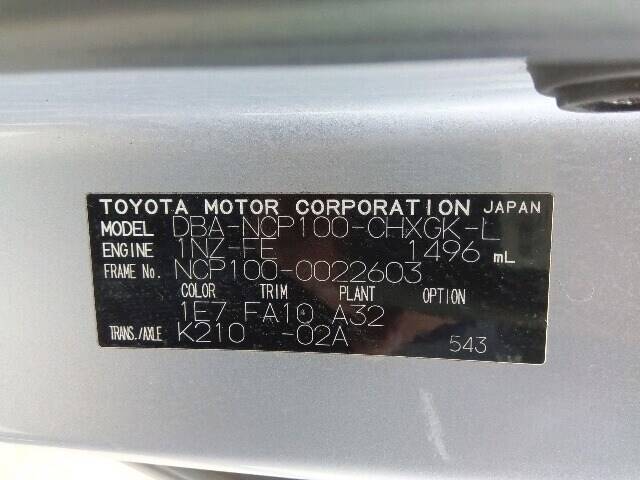 TOYOTA MOTOR CORPORATION JAPAN
MODEL DBA-NCP100-CHXGK-L
ENGINE 1NZ-FE 1496 mL
FRAME No. NCP100-0022603
COLOR TRIM PLANT OPTION
1E7 FA10 A32
TRANS./AXLE K210 -02A
543